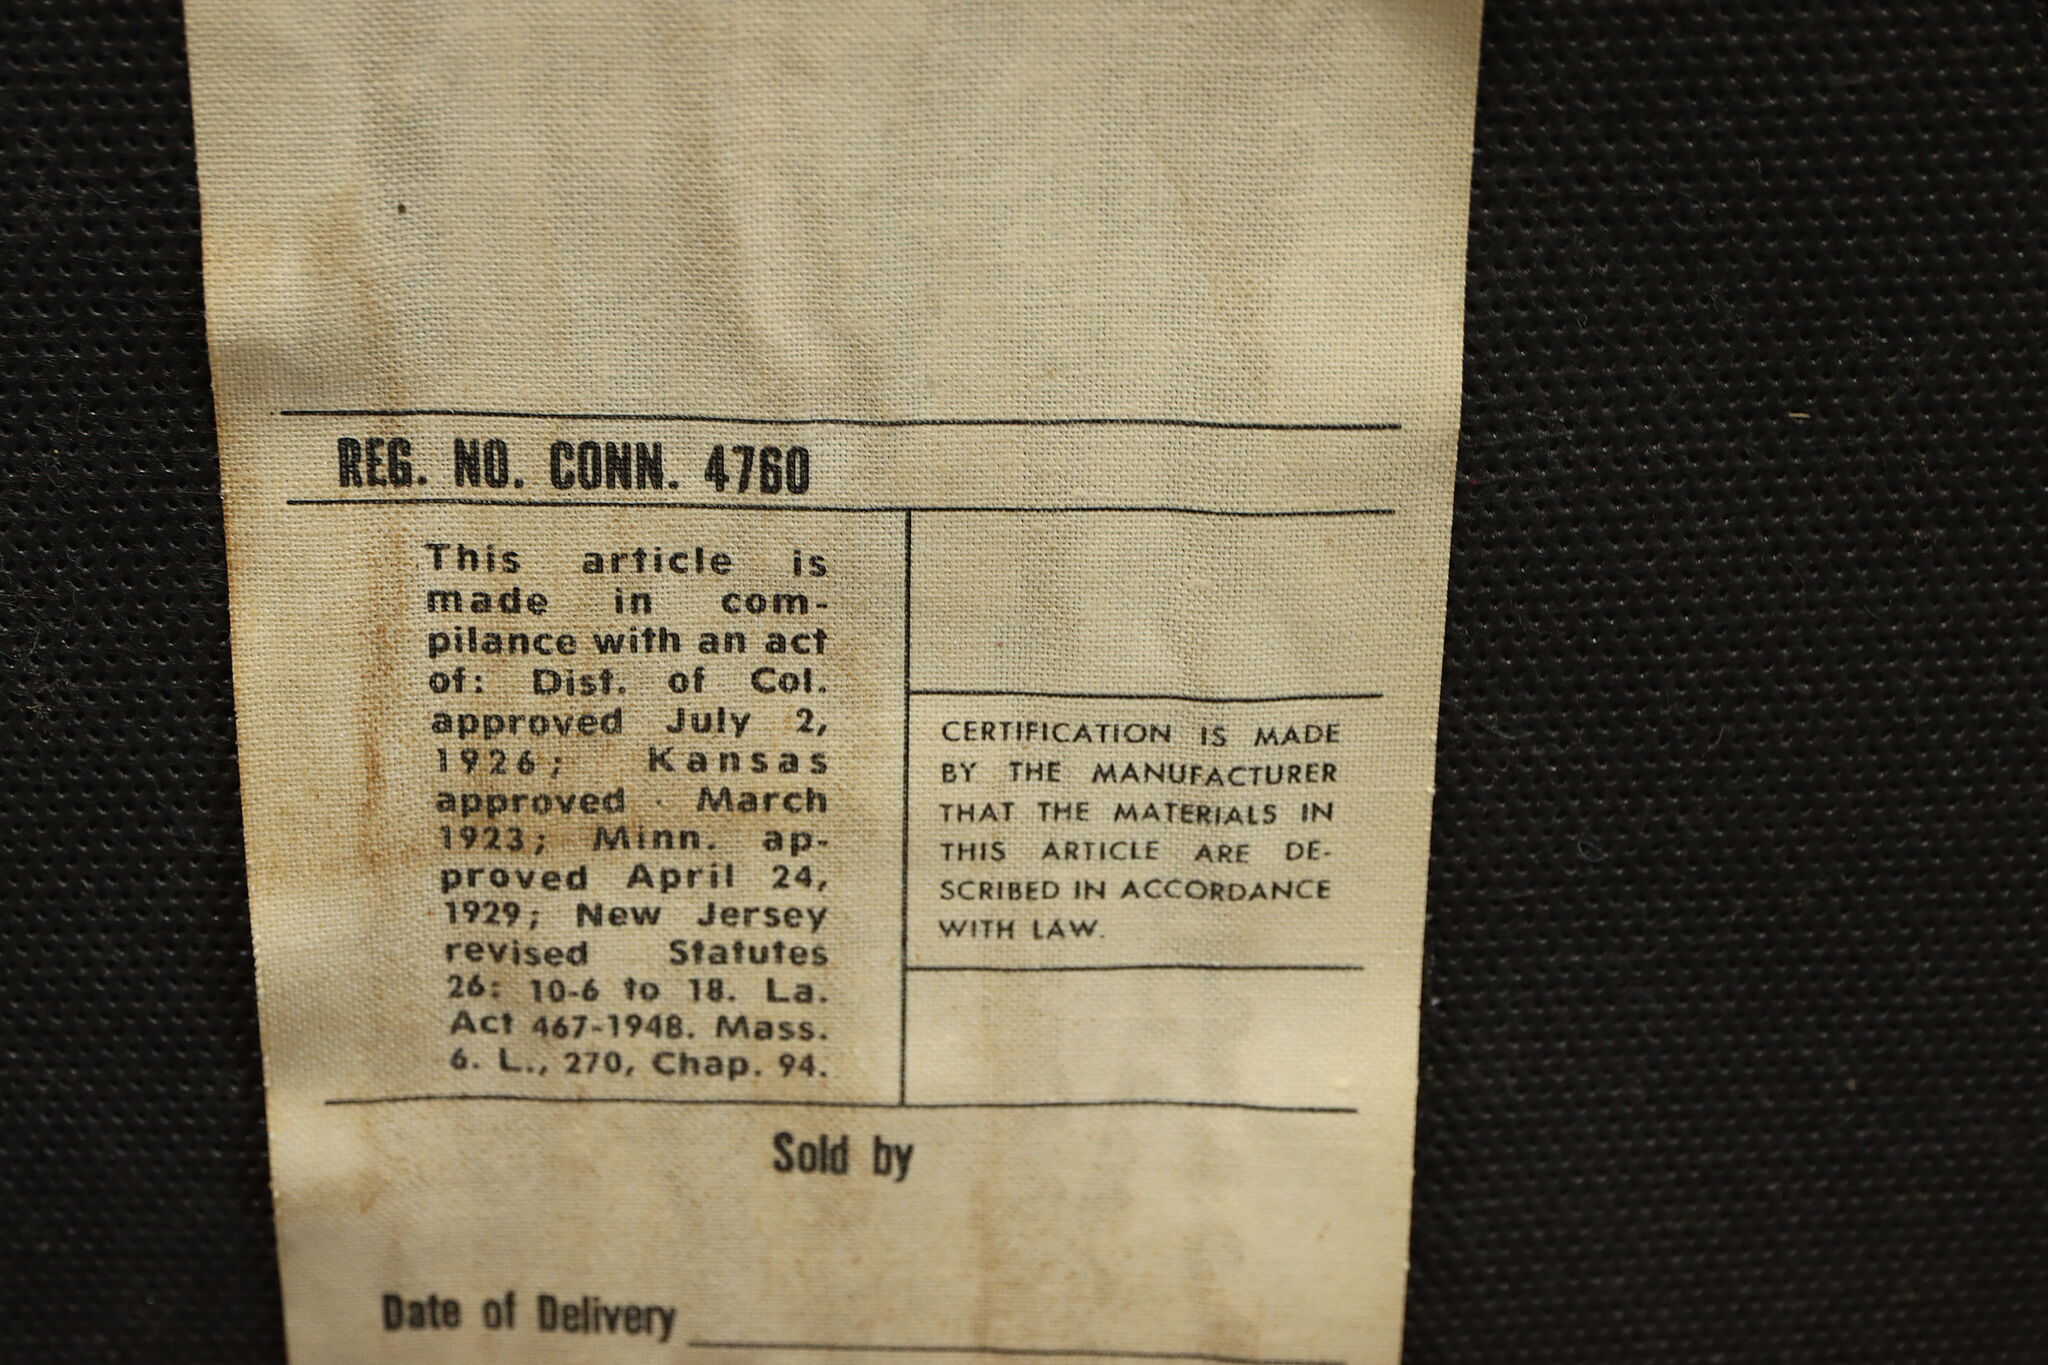 REG. NO. CONN. 4760
This article is
made in com-
pilance with an act
of: Dist. of Col.
approved July 2,
1926; Kansas
approved March
1923; Minn. ap-
proved April 24,
1929; New Jersey
revised Statutes
26: 10-6 to 18. La.
Act 467-1948. Mass.
6. L., 270, Chap. 94.
CERTIFICATION IS MADE
BY THE MANUFACTURER
THAT THE MATERIALS IN
THIS ARTICLE ARE DE-
SCRIBED IN ACCORDANCE
WITH LAW.
Sold by
Date of Delivery